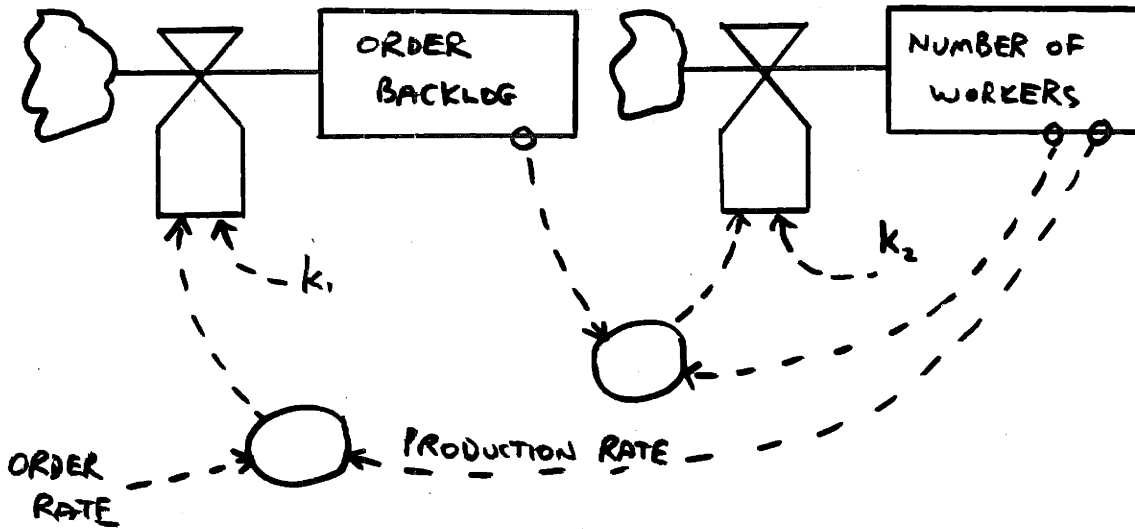 ORDER
BACKLOG
NUMBER OF
WORKERS
k₁
k₂
PRODUCTION RATE
ORDER
RATE